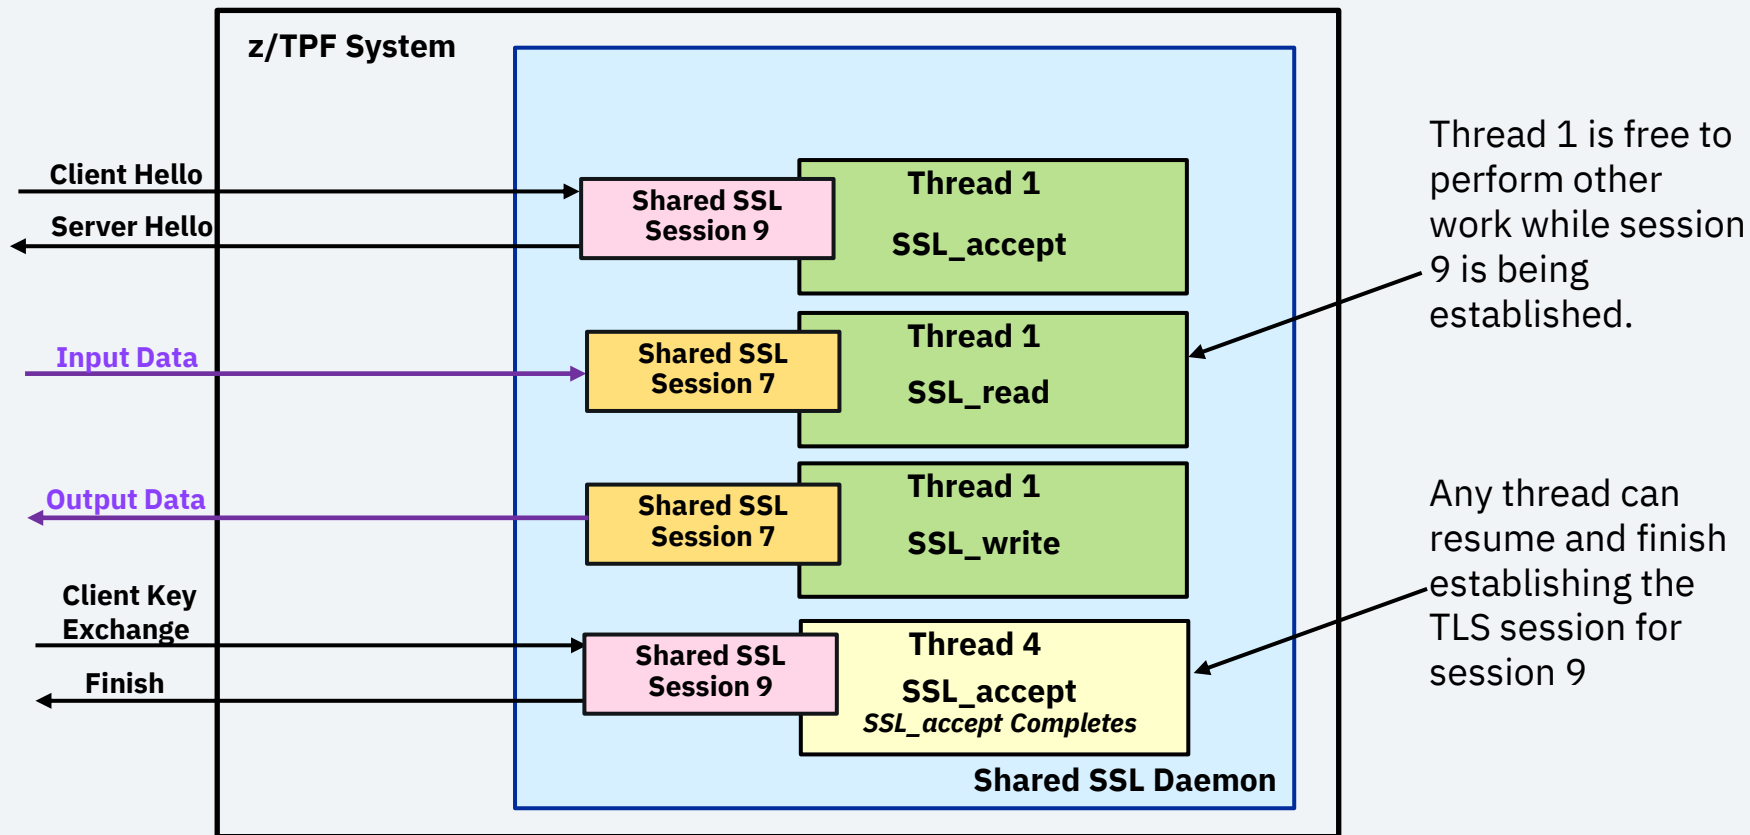 z/TPF System
Client Hello
Server Hello
Shared SSL
Session 9
Thread 1
SSL_accept
Thread 1 is free to
perform other
work while session
9 is being
established.
Input Data
Shared SSL
Session 7
Thread 1
SSL_read
Output Data
Shared SSL
Session 7
Thread 1
SSL_write
Any thread can
resume and finish
establishing the
TLS session for
session 9
Client Key
Exchange
Finish
Shared SSL
Session 9
Thread 4
SSL_accept
SSL_accept Completes
Shared SSL Daemon